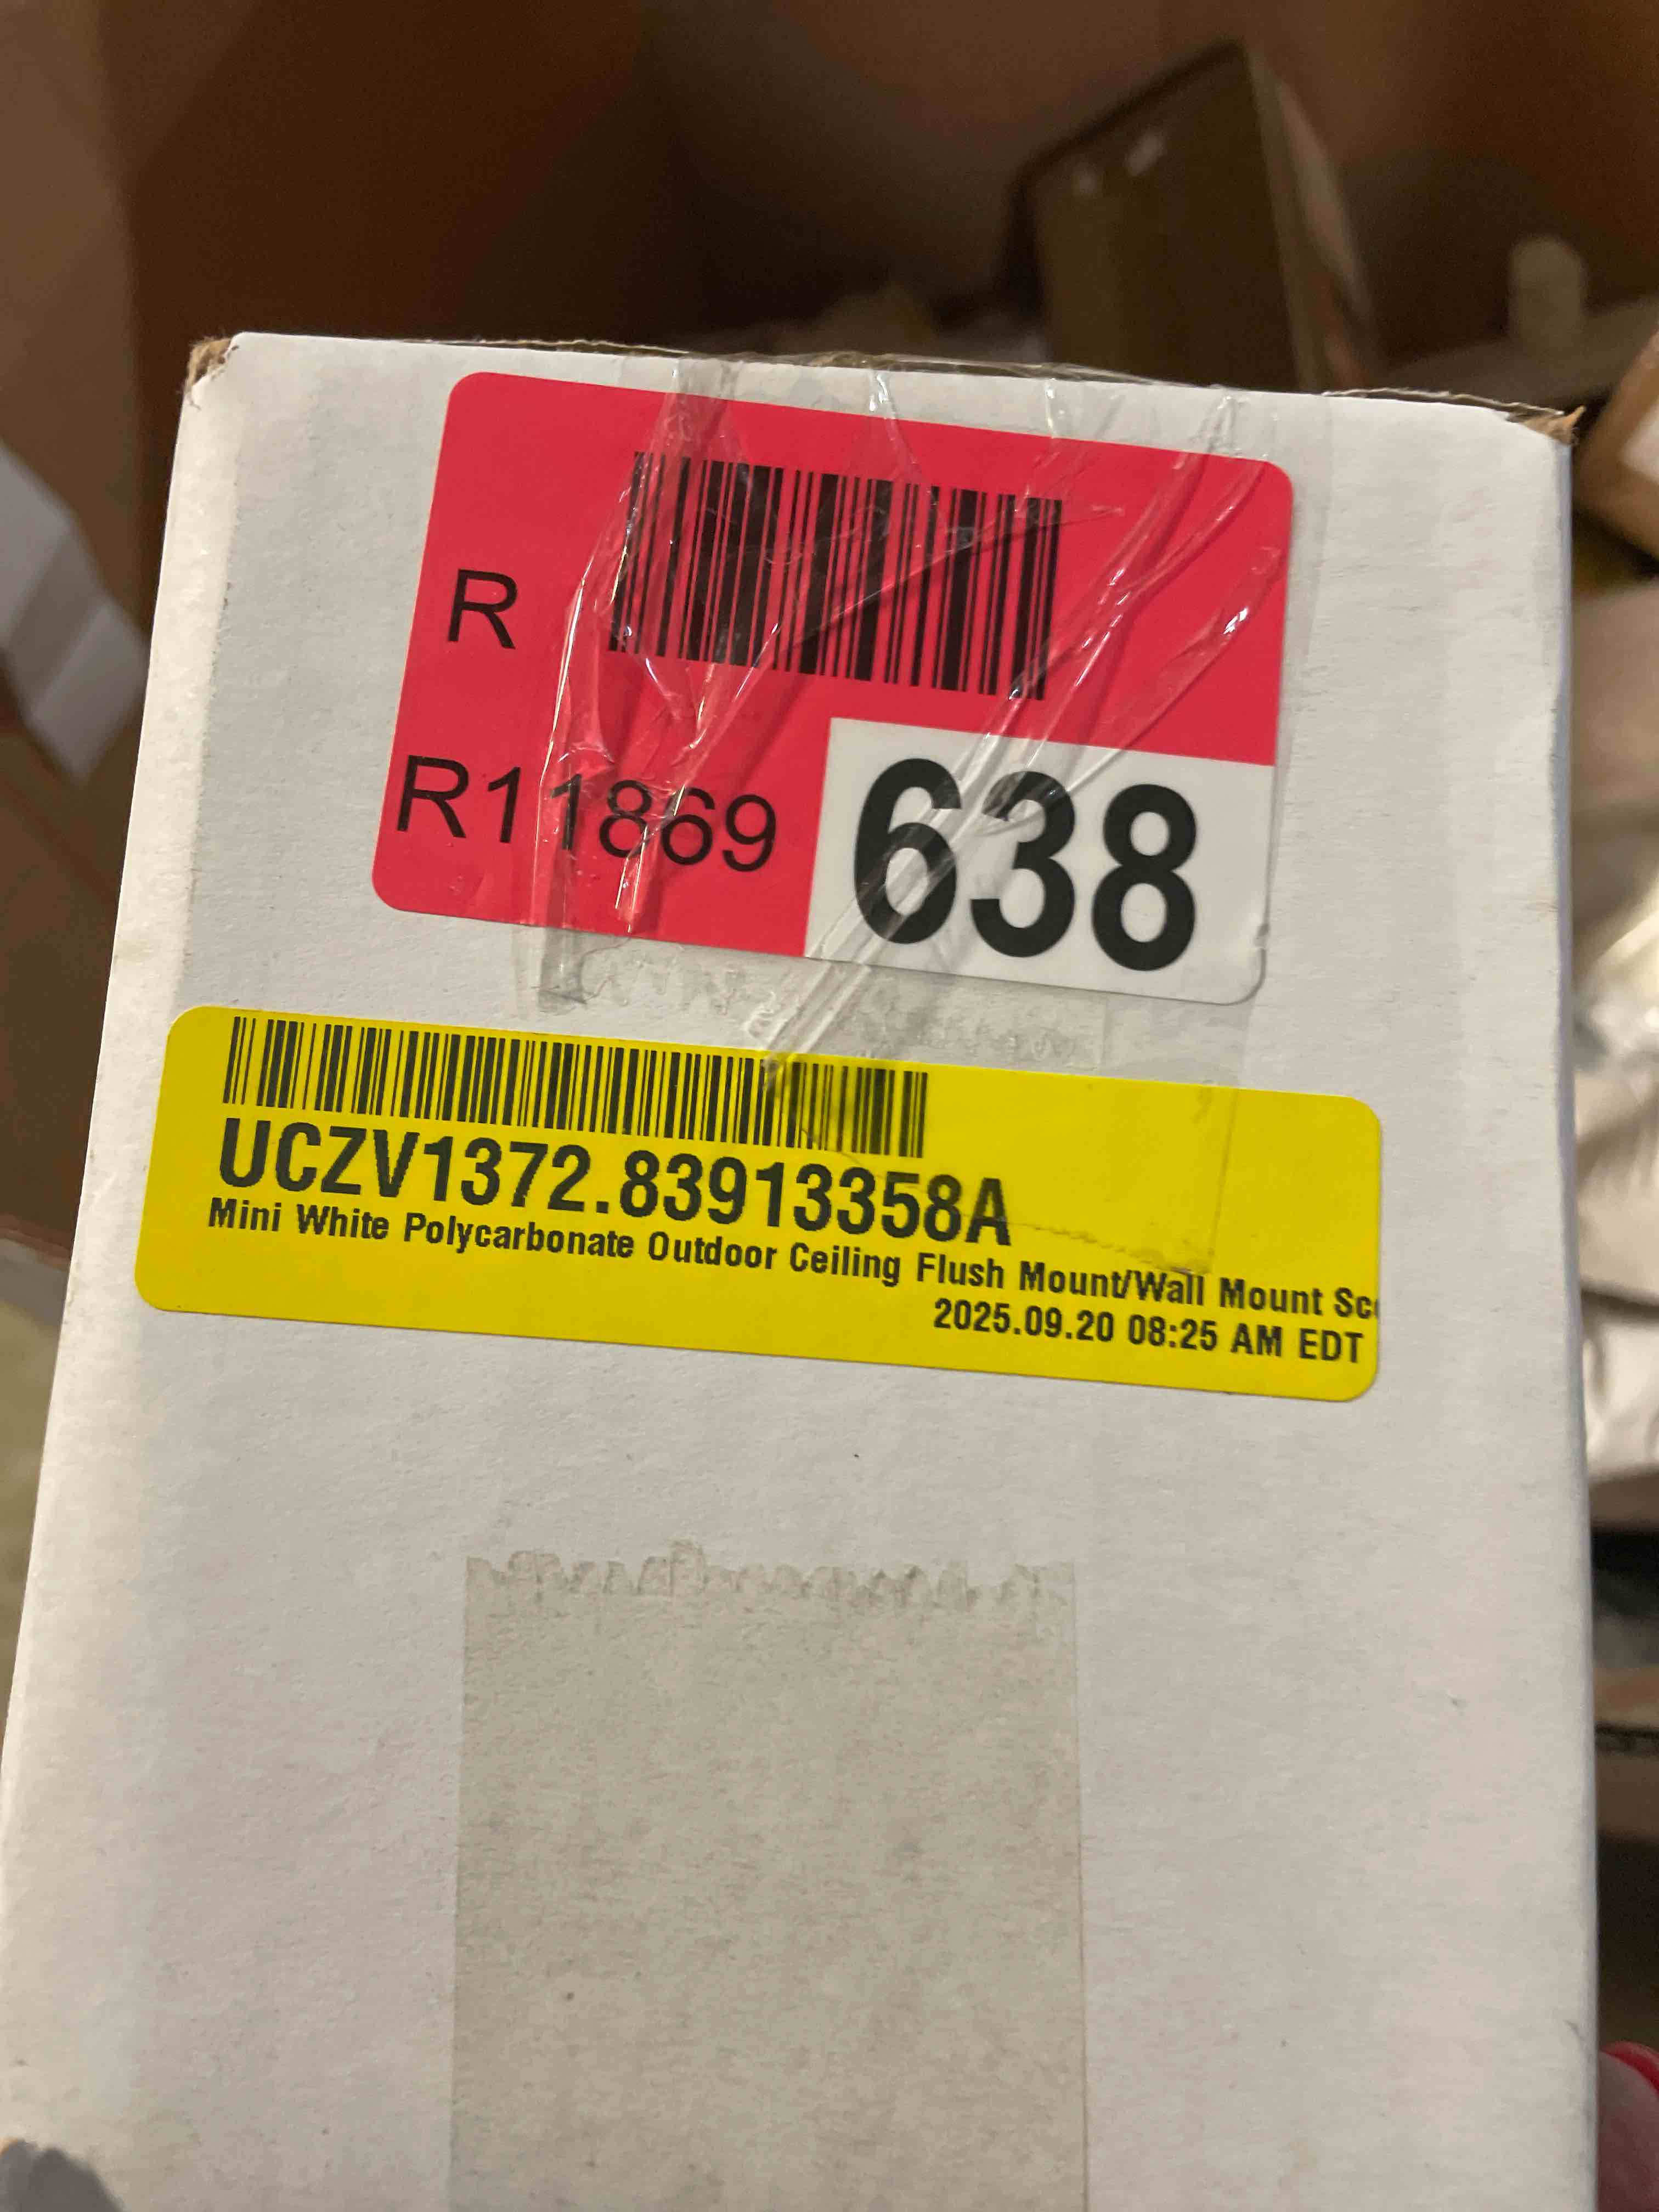 R
R11869
638
UCZV1372.83913358A
Mini White Polycarbonate Outdoor Ceiling Flush Mount/Wall Mount Sc
2025.09.20 08:25 AM EDT